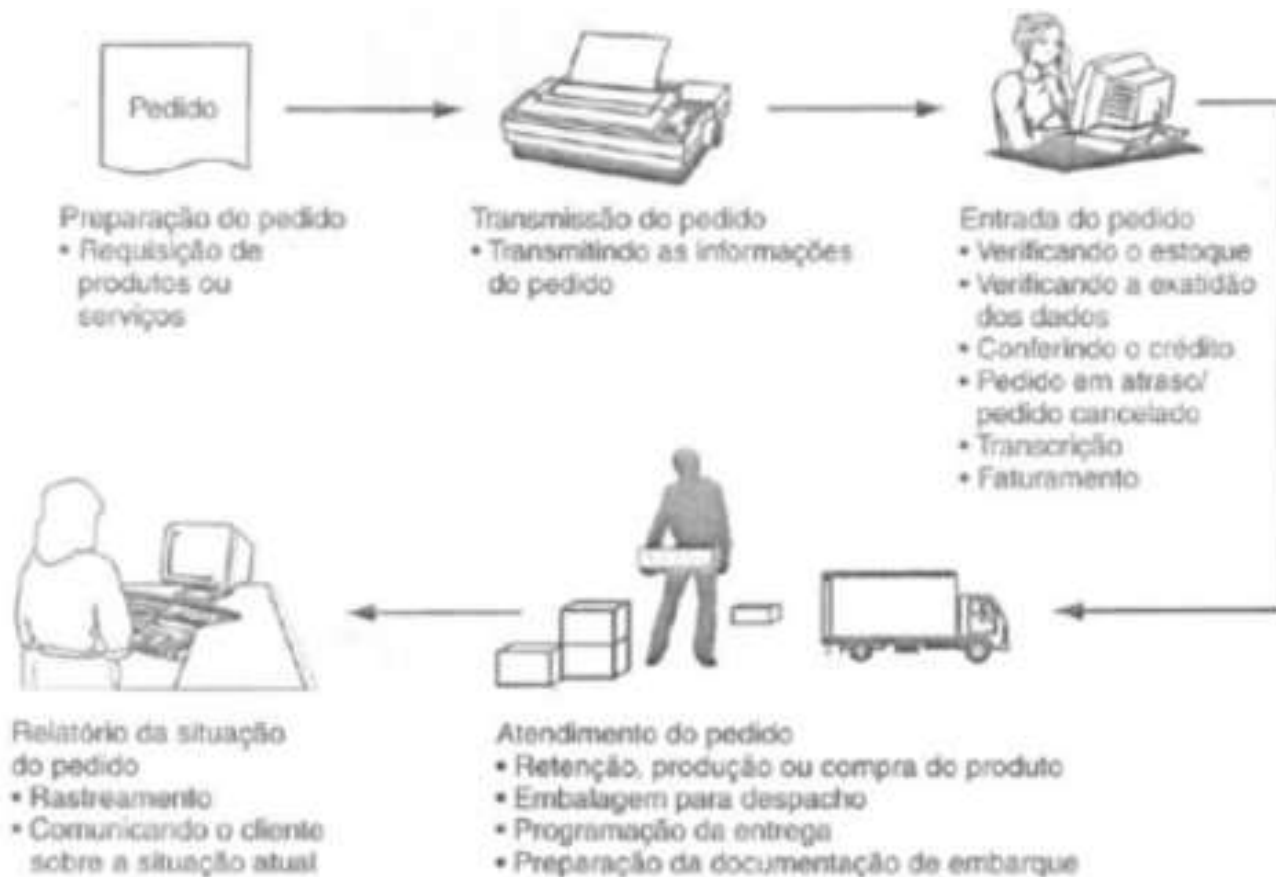 Pedido
Preparação do pedido
• Requisição de
produtos ou
serviços
Transmissão do pedido
• Transmitindo as informações
do pedido
Entrada do pedido
• Verificando o estoque
• Verificando a exatidão
dos dados
• Conferindo o crédito
• Pedido em atraso/
pedido cancelado
• Transcrição
• Faturamento
Atendimento do pedido
• Retenção, produção ou compra do produto
• Embalagem para despacho
• Programação da entrega
• Preparação da documentação de embarque
Relatório da situação
do pedido
• Rastreamento
• Comunicando o cliente
sobre a situação atual